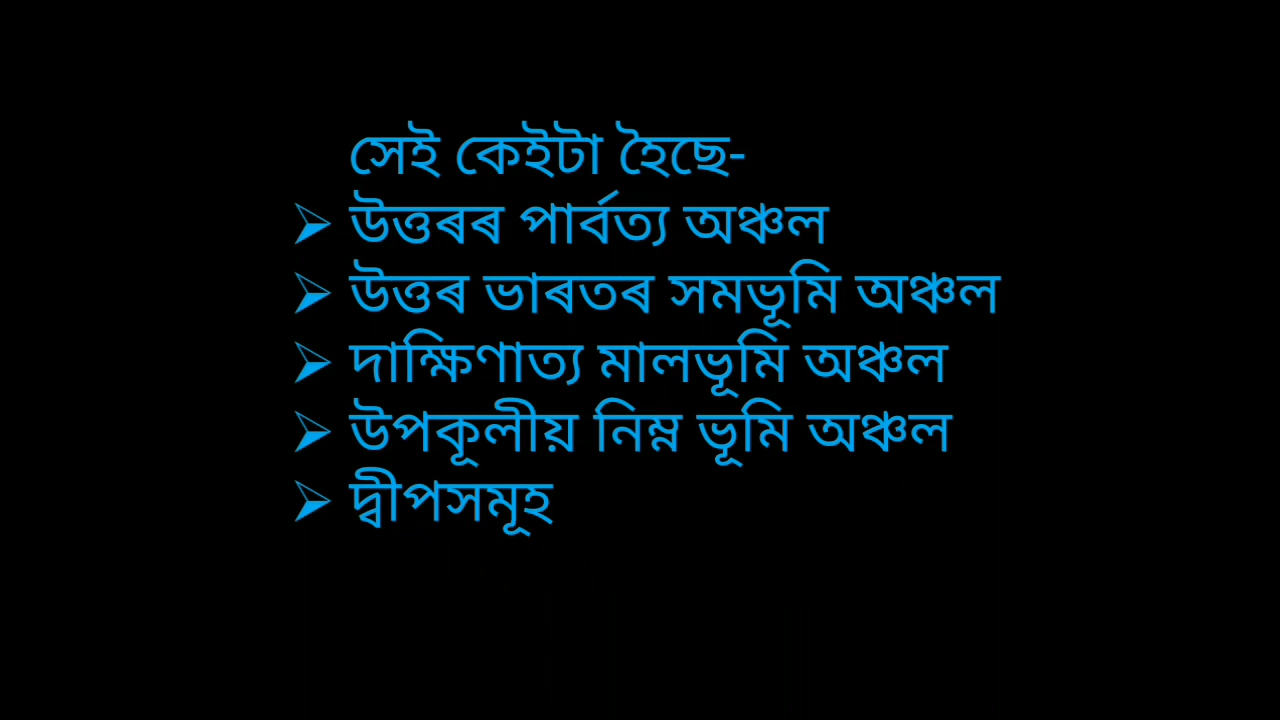 সেই কেইটা হৈছে-
➢ উত্তৰৰ পাৰ্বত্য অঞ্চল
➢ উত্তৰ ভাৰতৰ সমভূমি অঞ্চল
➢ দাক্ষিণাত্য মালভূমি অঞ্চল
➢ উপকূলীয় নিম্ন ভূমি অঞ্চল
➢ দ্বীপসমূহ